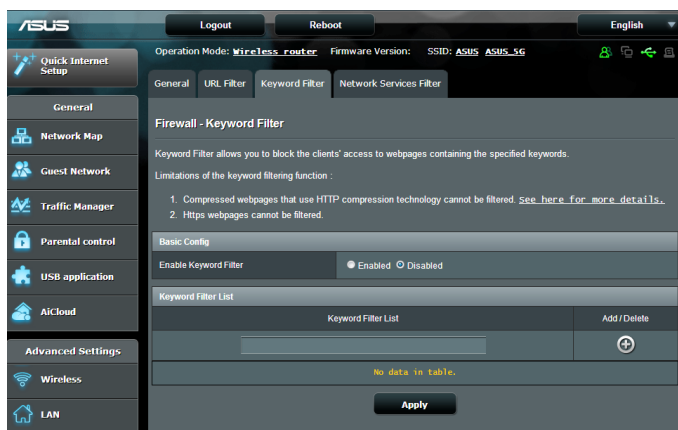 ASUS
Logout
Reboot
English
Quick Internet
Setup
Operation Mode: Wireless router Firmware Version: SSID: ASUS ASUS_5G
General
URL Filter
Keyword Filter
Network Services Filter
General
Network Map
Guest Network
Traffic Manager
Parental control
USB application
AiCloud
Advanced Settings
Wireless
LAN
Firewall - Keyword Filter
Keyword Filter allows you to block the clients' access to webpages containing the specified keywords.
Limitations of the keyword filtering function :
1. Compressed webpages that use HTTP compression technology cannot be filtered. See here for more details.
2. Https webpages cannot be filtered.
Basic Config
Enable Keyword Filter
Enabled Disabled
Keyword Filter List
Keyword Filter List
Add / Delete
No data in table.
Apply